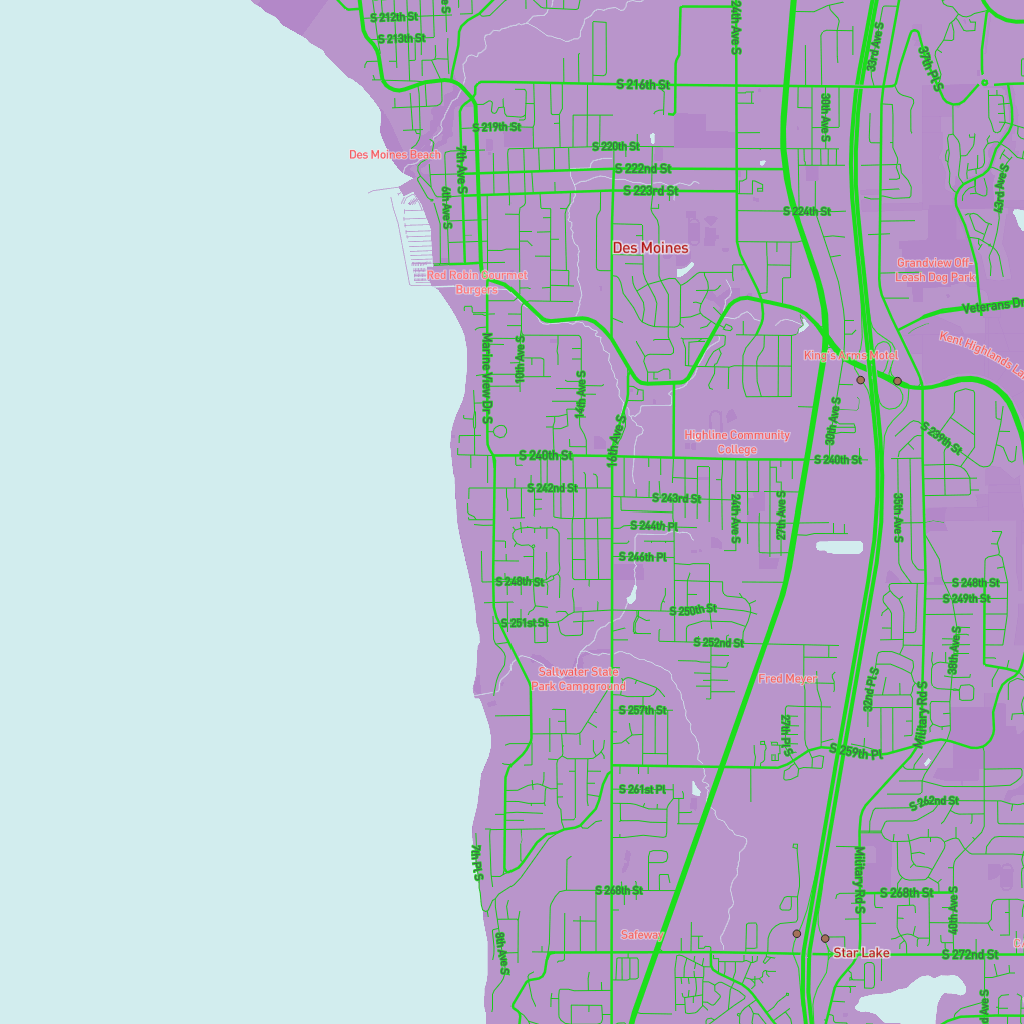 S 212th St
S 213th St
24th Ave S
33rd Ave S
37th Pl S
S 216th St
30th Ave S
S 219th St
S 220th St
Des Moines Beach
7th Ave S
S 222nd St
6th Ave S
S 223rd St
43rd Ave S
S 224th St
Des Moines
Grandview Off-
Leash Dog Park
Red Robin Gourmet
Burgers
Veterans Dr
Kent Highlands
King's Arms Motel
Marine View Dr S
10th Ave S
14th Ave S
30th Ave S
16th Ave S
Highline Community
College
S 239th St
S 240th St
S 240th St
S 242nd St
S 243rd St
24th Ave S
27th Ave S
35th Ave S
S 244th Pl
S 246th Pl
S 248th St
S 248th St
S 249th St
S 250th St
S 251st St
S 252nd St
38th Ave S
Saltwater State
Park Campground
Fred Meyer
32nd Pl S
Military Rd S
S 257th St
27th Pl S
S 259th Pl
S 261st Pl
S 262nd St
7th Pl S
Military Rd S
S 268th St
S 268th St
40th Ave S
Safeway
8th Ave S
Star Lake
S 272nd St